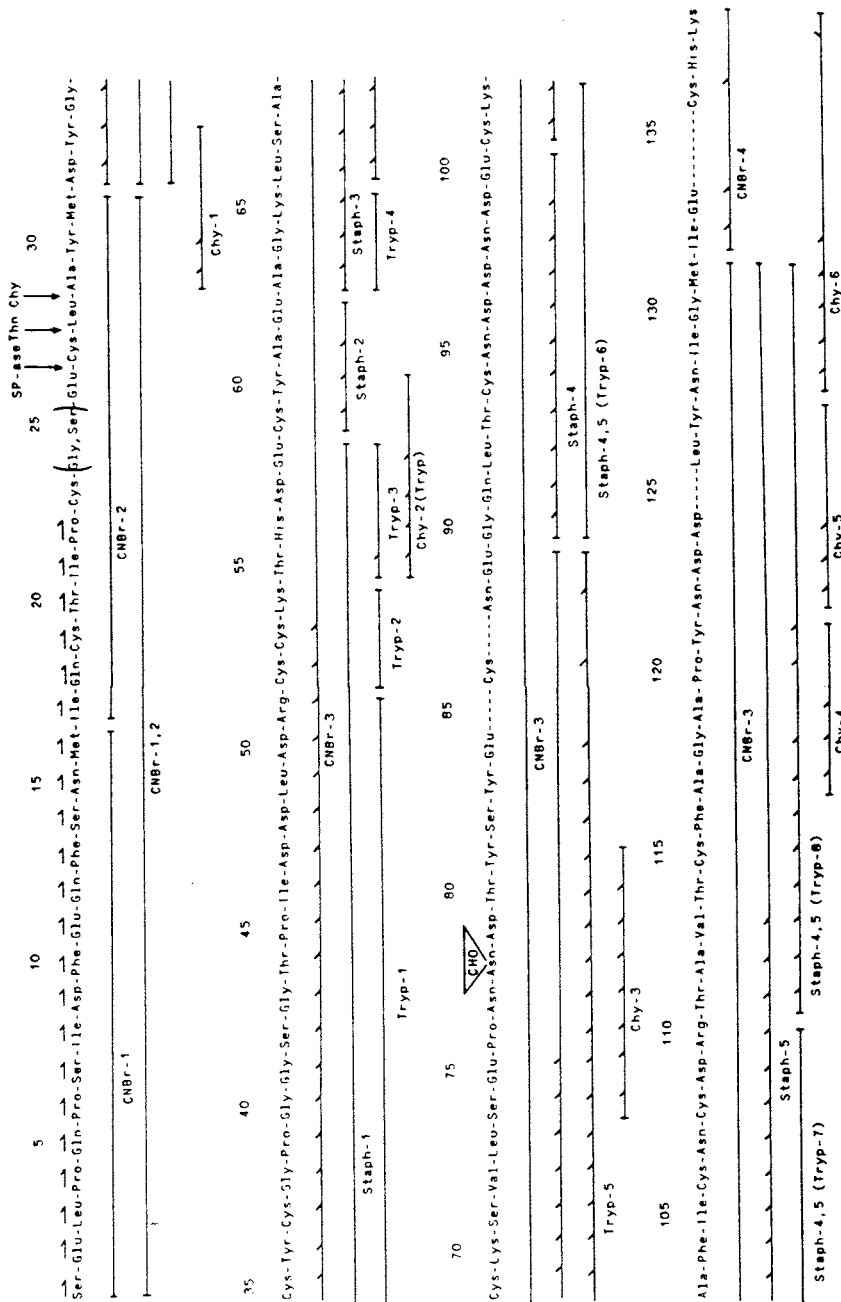 SP-ase Thn Chy
5 10 15 20 25 30
Ser-Glu-Leu-Pro-Gln-Pro-Ser-Ile-Asp-Phe-Glu-Gln-Phe-Ser-Asn-Met-Ile-Gln-Cys-Thr-Ile-Pro-Cys-(Gly,Ser)-Glu-Cys-Leu-Ala-Tyr-Met-Asp-Tyr-Gly-
CNBr-1 CNBr-2
CNBr-1,2
Chy-1
35 40 45 50 55 60 65
Cys-Tyr-Cys-Gly-Pro-Gly-Gly-Ser-Gly-Thr-Pro-Ile-Asp-Asp-Leu-Asp-Arg-Cys-Cys-Lys-Thr-His-Asp-Glu-Cys-Tyr-Ala-Glu-Ala-Gly-Lys-Leu-Ser-Ala-
CNBr-3
Staph-1 Staph-2 Staph-3
Tryp-1 Tryp-2 Tryp-3 Tryp-4
Chy-2(Tryp)
CHO
70 75 80 85 90 95 100
Cys-Lys-Ser-Val-Leu-Ser-Glu-Pro-Asn-Asn-Asp-Thr-Tyr-Ser-Tyr-Glu----Cys-----Asn-Glu-Gly-Gln-Leu-Thr-Cys-Asn-Asp-Asp-Asn-Asp-Glu-Cys-Lys-
CNBr-3
Staph-4
Tryp-5 Staph-4,5 (Tryp-6)
Chy-3
105 110 115 120 125 130 135
Ala-Phe-Ile-Cys-Asn-Cys-Asp-Arg-Thr-Ala-Val-Thr-Cys-Phe-Ala-Gly-Ala-Pro-Tyr-Asn-Asp-Asp-----Leu-Tyr-Asn-Ile-Gly-Met-Ile-Glu---------Cys-His-Lys
CNBr-3 CNBr-4
Staph-5
Staph-4,5 (Tryp-7) Staph-4,5 (Tryp-8)
Chy-4 Chy-5 Chy-6